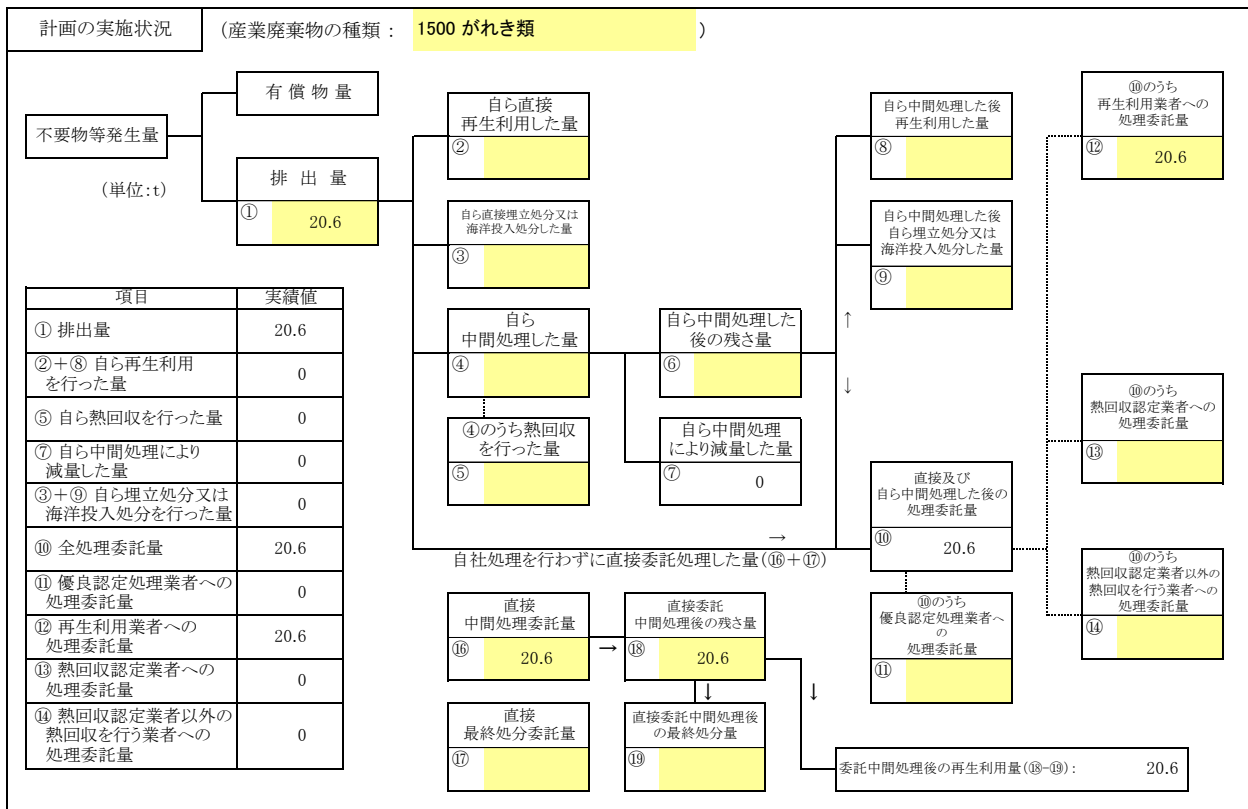 計画の実施状況
(産業廃棄物の種類： 1500 がれき類 )
有 償 物 量
不要物等発生量
(単位:t)
排 出 量
① 20.6
自ら直接
再生利用した量
②
自ら直接埋立処分又は
海洋投入処分した量
③
自ら
中間処理した量
④
④のうち熱回収
を行った量
⑤
自ら中間処理した
後の残さ量
⑥
自ら中間処理
により減量した量
⑦ 0
自ら中間処理した後
再生利用した量
⑧
自ら中間処理した後
自ら埋立処分又は
海洋投入処分した量
⑨
↑
↓
直接及び
自ら中間処理した後の
処理委託量
⑩ 20.6
⑩のうち
再生利用業者への
処理委託量
⑫ 20.6
⑩のうち
熱回収認定業者への
処理委託量
⑬
⑩のうち
熱回収認定業者以外の
熱回収を行う業者への
処理委託量
⑭
→
自社処理を行わずに直接委託処理した量(⑯+⑰)
直接
中間処理委託量
⑯ 20.6
→
直接委託
中間処理後の残さ量
⑱ 20.6
↓
↓
⑩のうち
優良認定処理業者へ
の
処理委託量
⑪
直接
最終処分委託量
⑰
直接委託中間処理後
の最終処分量
⑲
委託中間処理後の再生利用量(⑱-⑲)： 20.6
項目 実績値
① 排出量 20.6
②+⑧ 自ら再生利用
を行った量 0
⑤ 自ら熱回収を行った量 0
⑦ 自ら中間処理により
減量した量 0
③+⑨ 自ら埋立処分又は
海洋投入処分を行った量 0
⑩ 全処理委託量 20.6
⑪ 優良認定処理業者への
処理委託量 0
⑫ 再生利用業者への
処理委託量 20.6
⑬ 熱回収認定業者への
処理委託量 0
⑭ 熱回収認定業者以外の
熱回収を行う業者への
処理委託量 0